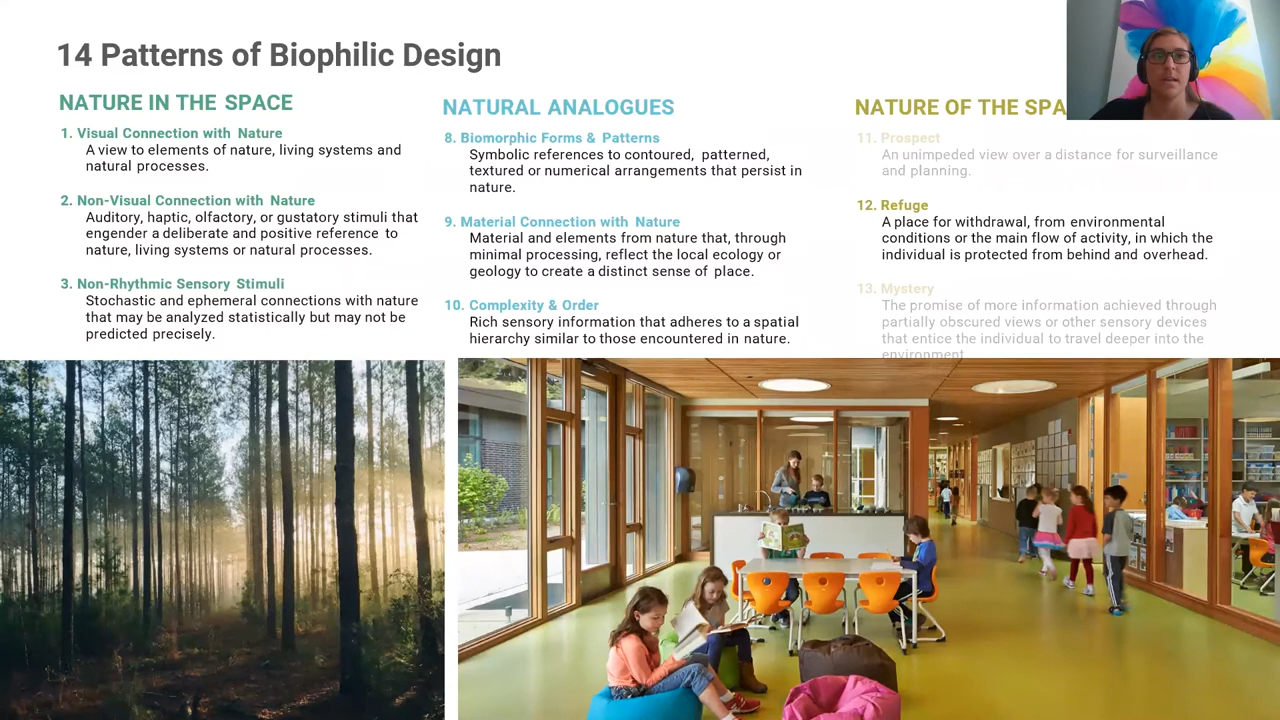 14 Patterns of Biophilic Design
NATURE IN THE SPACE
1. Visual Connection with Nature
A view to elements of nature, living systems and
natural processes.
2. Non-Visual Connection with Nature
Auditory, haptic, olfactory, or gustatory stimuli that
engender a deliberate and positive reference to
nature, living systems or natural processes.
3. Non-Rhythmic Sensory Stimuli
Stochastic and ephemeral connections with nature
that may be analyzed statistically but may not be
predicted precisely.
NATURAL ANALOGUES
8. Biomorphic Forms & Patterns
Symbolic references to contoured, patterned,
textured or numerical arrangements that persist in
nature.
9. Material Connection with Nature
Material and elements from nature that, through
minimal processing, reflect the local ecology or
geology to create a distinct sense of place.
10. Complexity & Order
Rich sensory information that adheres to a spatial
hierarchy similar to those encountered in nature.
NATURE OF THE SPA
11. Prospect
An unimpeded view over a distance for surveillance
and planning.
12. Refuge
A place for withdrawal, from environmental
conditions or the main flow of activity, in which the
individual is protected from behind and overhead.
13. Mystery
The promise of more information achieved through
partially obscured views or other sensory devices
that entice the individual to travel deeper into the
environment